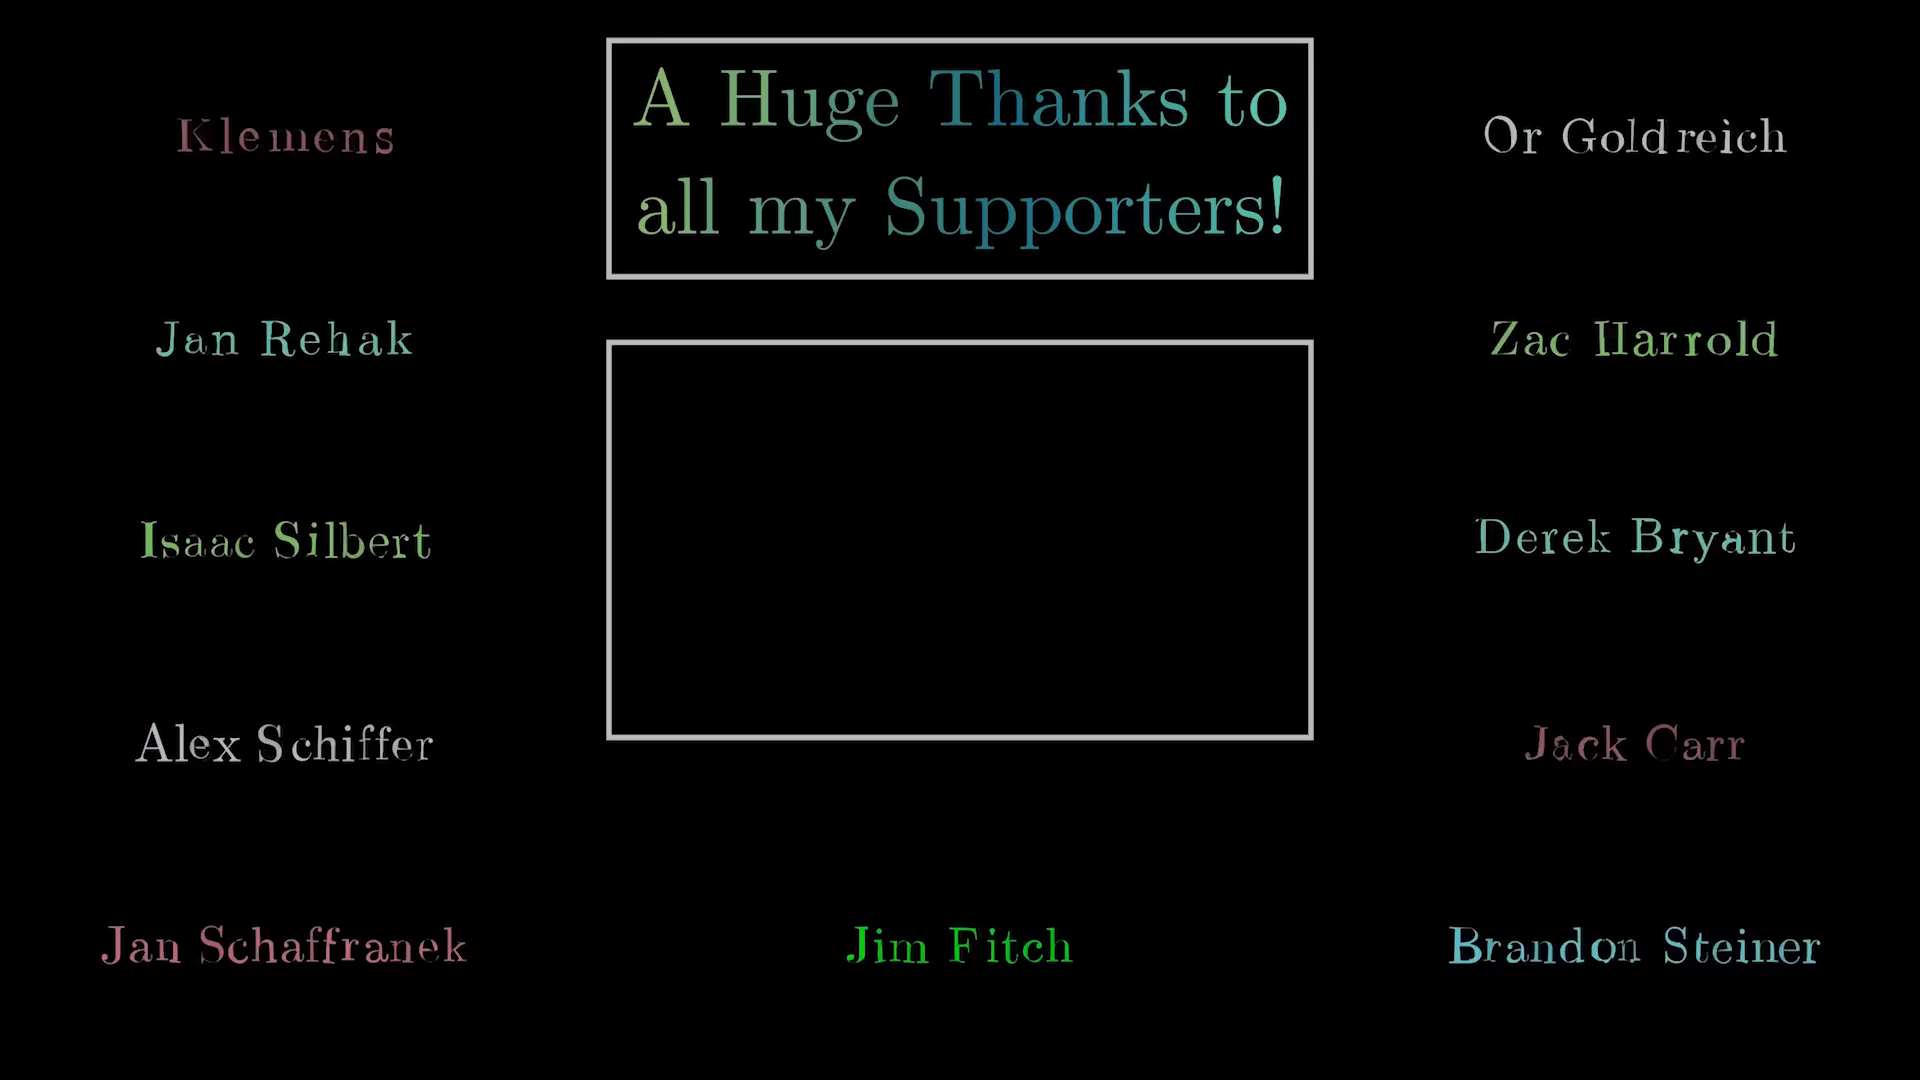 A Huge Thanks to
all my Supporters!
Klemens
Or Goldreich
Jan Rehak
Zac Harrold
Isaac Silbert
Derek Bryant
Alex Schiffer
Jack Carr
Jan Schaffranek
Jim Fitch
Brandon Steiner